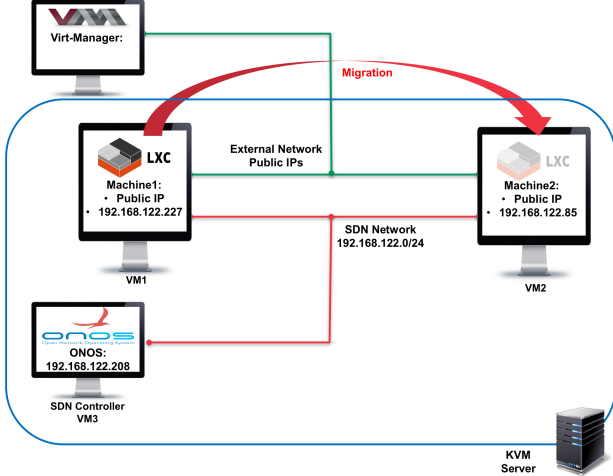 VMM
Virt-Manager:
Migration
LXC
Machine1:
• Public IP
• 192.168.122.227
VM1
External Network
Public IPs
LXC
Machine2:
• Public IP
• 192.168.122.85
VM2
SDN Network
192.168.122.0/24
onos
Open Network Operating System
ONOS:
192.168.122.208
SDN Controller
VM3
KVM
Server